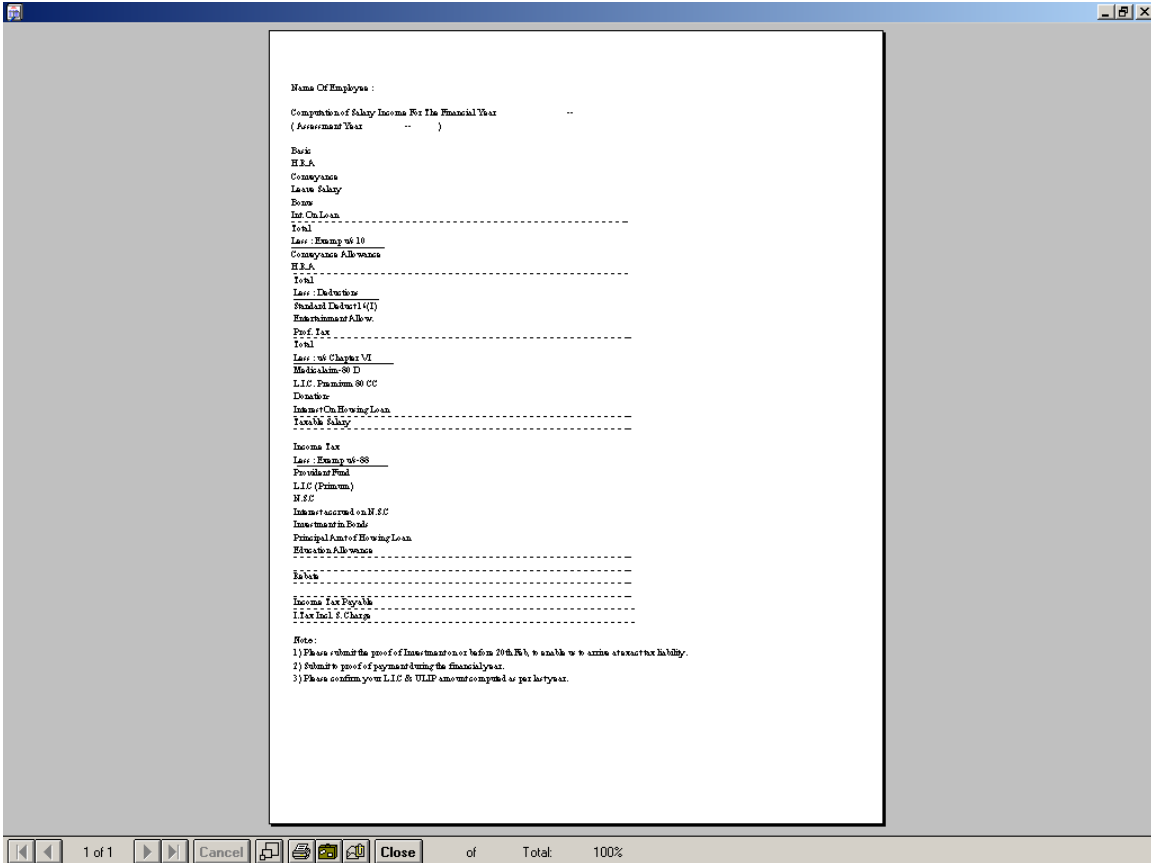 Name Of Employee :
Computation of Salary Income For The Financial Year --
( Assessment Year -- )
Basic
H.R.A
Conveyance
Leave Salary
Bonus
Int. On Loan
Total
Less : Exemp u/s 10
Conveyance Allowance
H.R.A
Total
Less : Deductions
Standard Deduct16(I)
Entertainment Allow.
Prof. Tax
Total
Less : u/s Chapter VI
Medicalaim-80 D
L.I.C. Premium 80 CC
Donation-
Interest On Housing Loan
Taxable Salary
Income Tax
Less : Exemp u/s-88
Provident Fund
L.I.C (Primum)
N.S.C
Interest accrued on N.S.C
Investment in Bonds
Principal Amt of Housing Loan
Education Allowance
Rebate
Income Tax Payable
I.Tax Incl. S. Charge
Note :
1) Please submit the proof of Investment on or before 20th Feb, to enable us to arrive at exact tax liability.
2) Submit to proof of payment during the financial year.
3) Please confirm your L.I.C & ULIP amount computed as per last year.
1 of 1 Cancel Close of Total: 100%